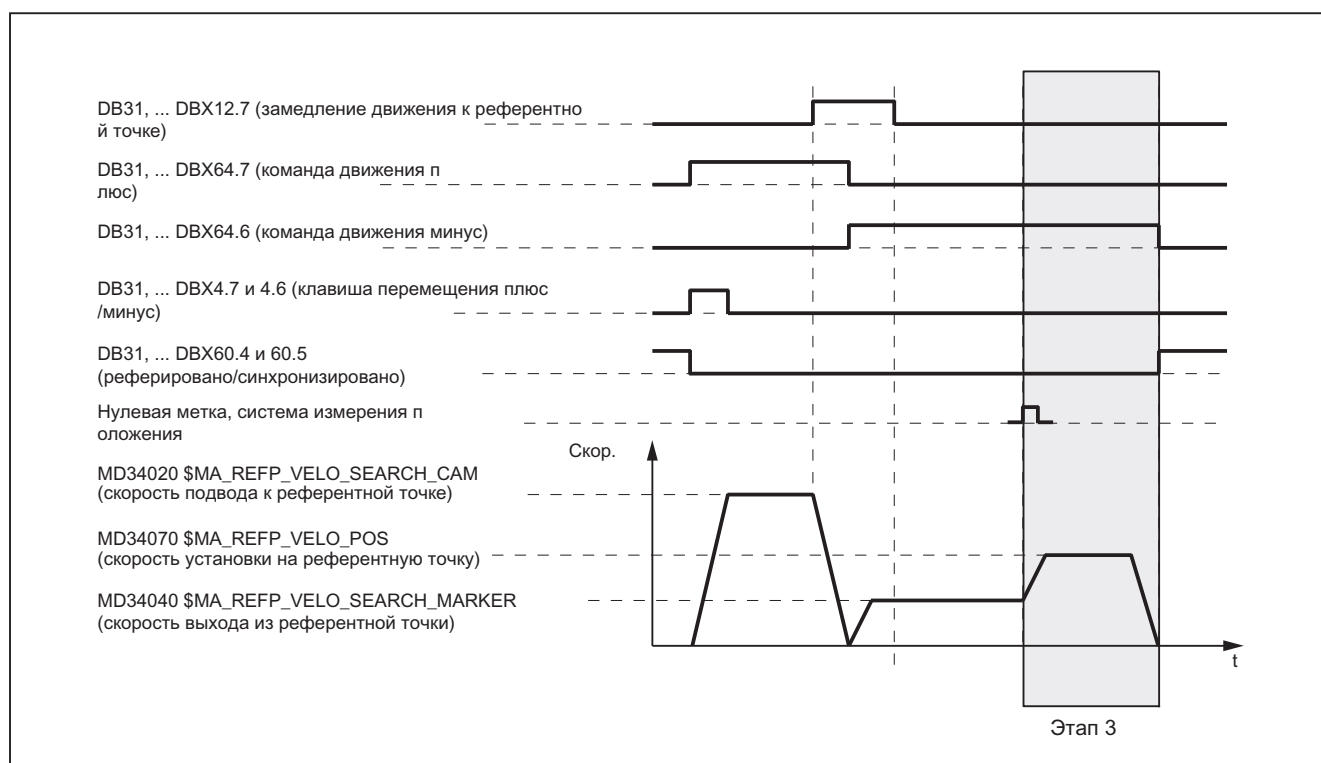 DB31, ... DBX12.7 (замедление движения к референтно
й точке)
DB31, ... DBX64.7 (команда движения п
люс)
DB31, ... DBX64.6 (команда движения минус)
DB31, ... DBX4.7 и 4.6 (клавиша перемещения плюс
/минус)
DB31, ... DBX60.4 и 60.5
(реферировано/синхронизировано)
Нулевая метка, система измерения п
оложения
Скор.
MD34020 $MA_REFP_VELO_SEARCH_CAM
(скорость подвода к референтной точке)
MD34070 $MA_REFP_VELO_POS
(скорость установки на референтную точку)
MD34040 $MA_REFP_VELO_SEARCH_MARKER
(скорость выхода из референтной точки)
t
Этап 3